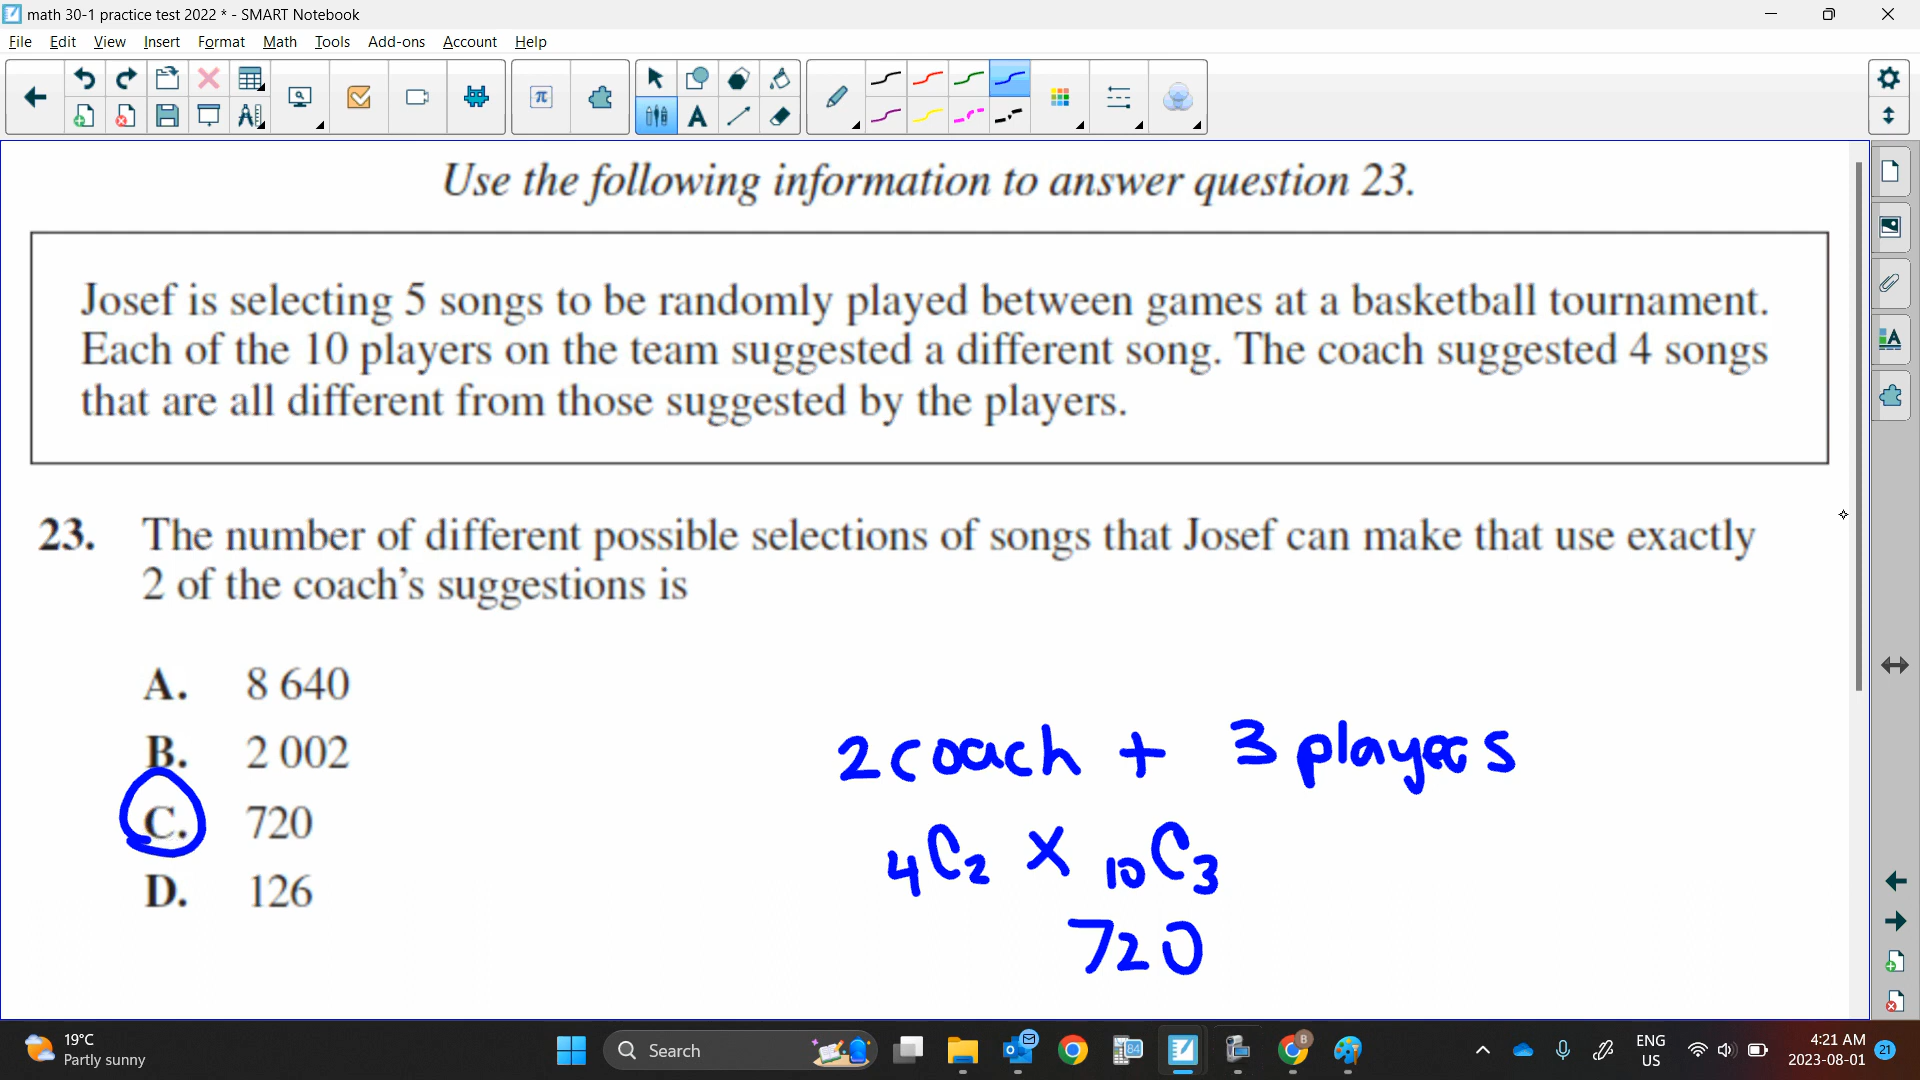 math 30-1 practice test 2022 * - SMART Notebook
File Edit View Insert Format Math Tools Add-ons Account Help
π
A
Use the following information to answer question 23.
Josef is selecting 5 songs to be randomly played between games at a basketball tournament.
Each of the 10 players on the team suggested a different song. The coach suggested 4 songs
that are all different from those suggested by the players.
A
23. The number of different possible selections of songs that Josef can make that use exactly
2 of the coach's suggestions is
A. 8 640
B. 2 002
C. 720
D. 126
2 coach + 3 players
4C2 x 10C3
720
19°C
Partly sunny
Search
84
B
ENG
US
4:21 AM
2023-08-01
21